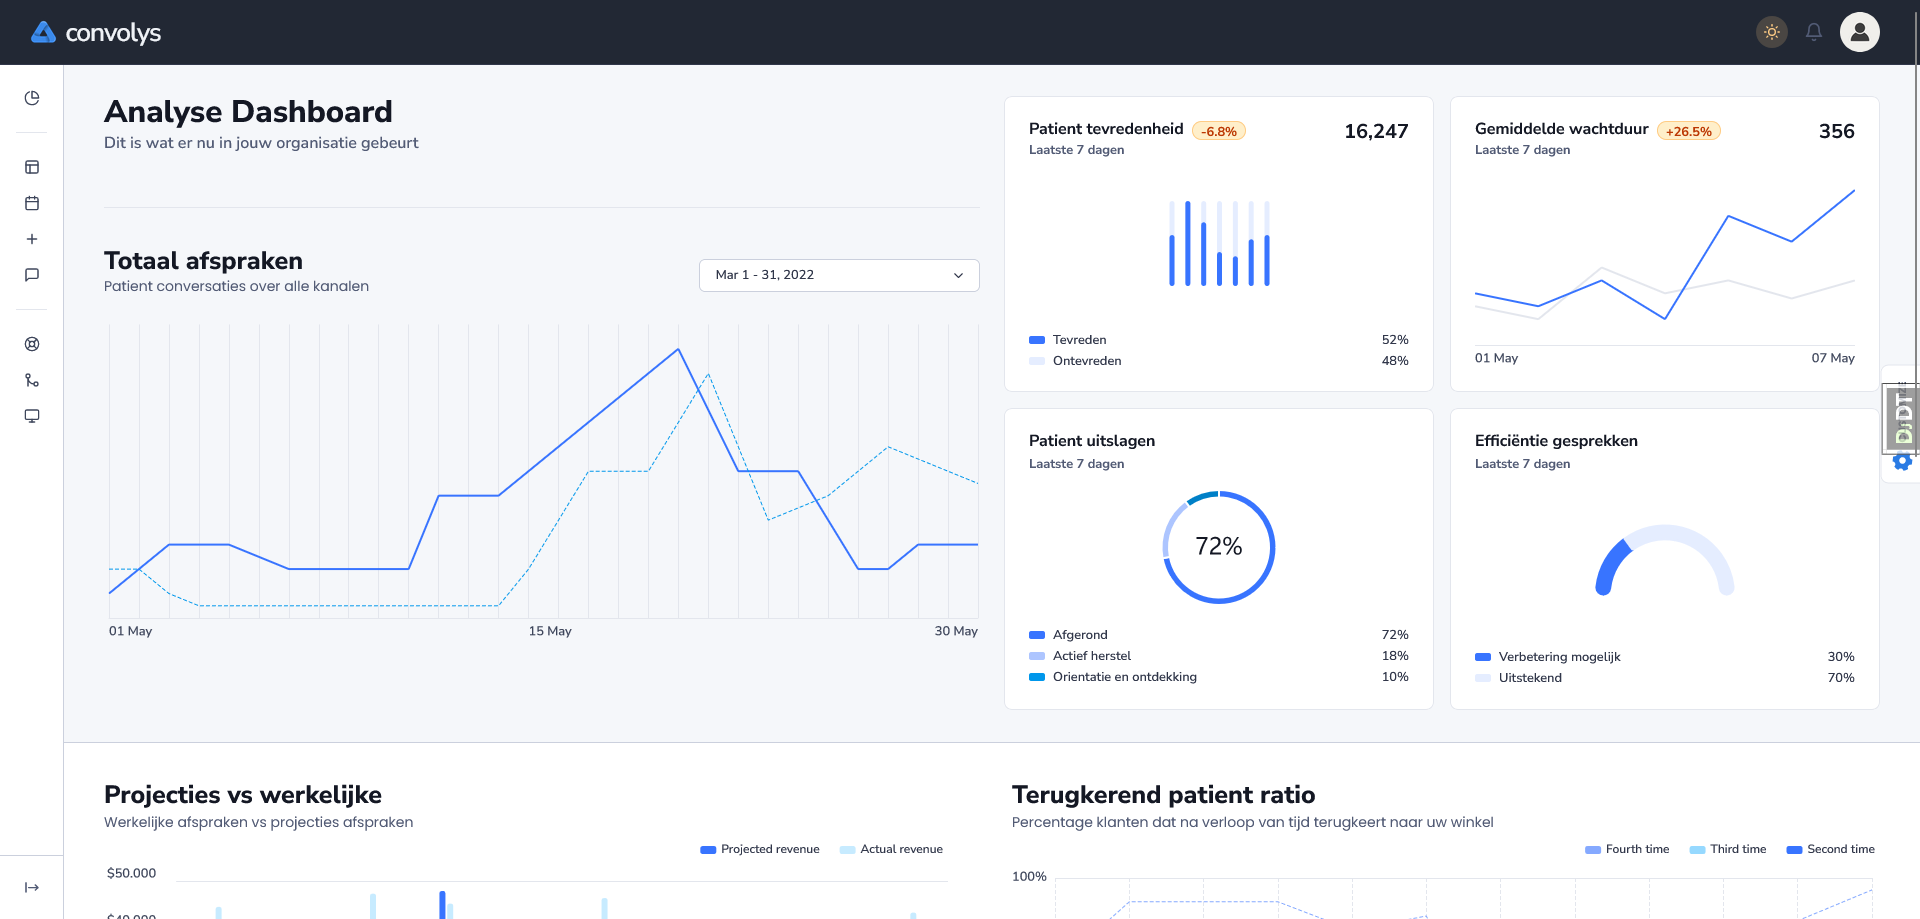 convolys
Analyse Dashboard
Dit is wat er nu in jouw organisatie gebeurt
Totaal afspraken
Patient conversaties over alle kanalen
Mar 1 - 31, 2022
01 May
15 May
30 May
Patient tevredenheid -6.8% 16,247
Laatste 7 dagen
Tevreden 52%
Ontevreden 48%
Gemiddelde wachtduur +26.5% 356
Laatste 7 dagen
01 May 07 May
Patient uitslagen
Laatste 7 dagen
72%
Afgerond 72%
Actief herstel 18%
Orientatie en ontdekking 10%
Efficiëntie gesprekken
Laatste 7 dagen
Verbetering mogelijk 30%
Uitstekend 70%
Projecties vs werkelijke
Werkelijke afspraken vs projecties afspraken
Projected revenue Actual revenue
$50.000
$40.000
Terugkerend patient ratio
Percentage klanten dat na verloop van tijd terugkeert naar uw winkel
Fourth time Third time Second time
100%